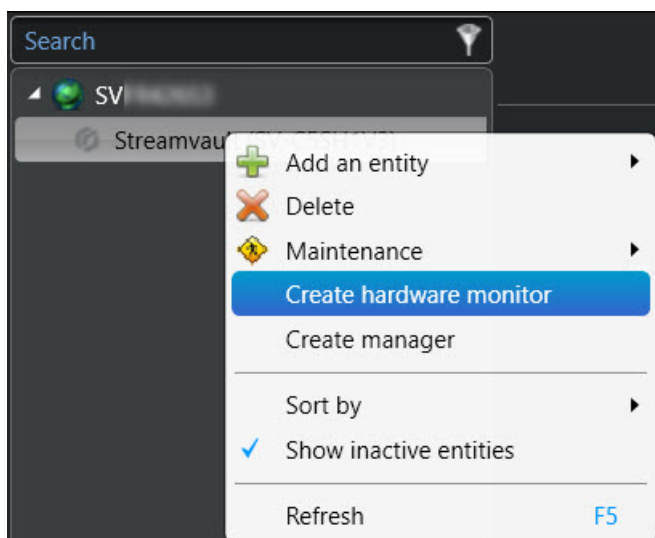 Search
SV
Streamvau
Add an entity
Delete
Maintenance
Create hardware monitor
Create manager
Sort by
Show inactive entities
Refresh F5